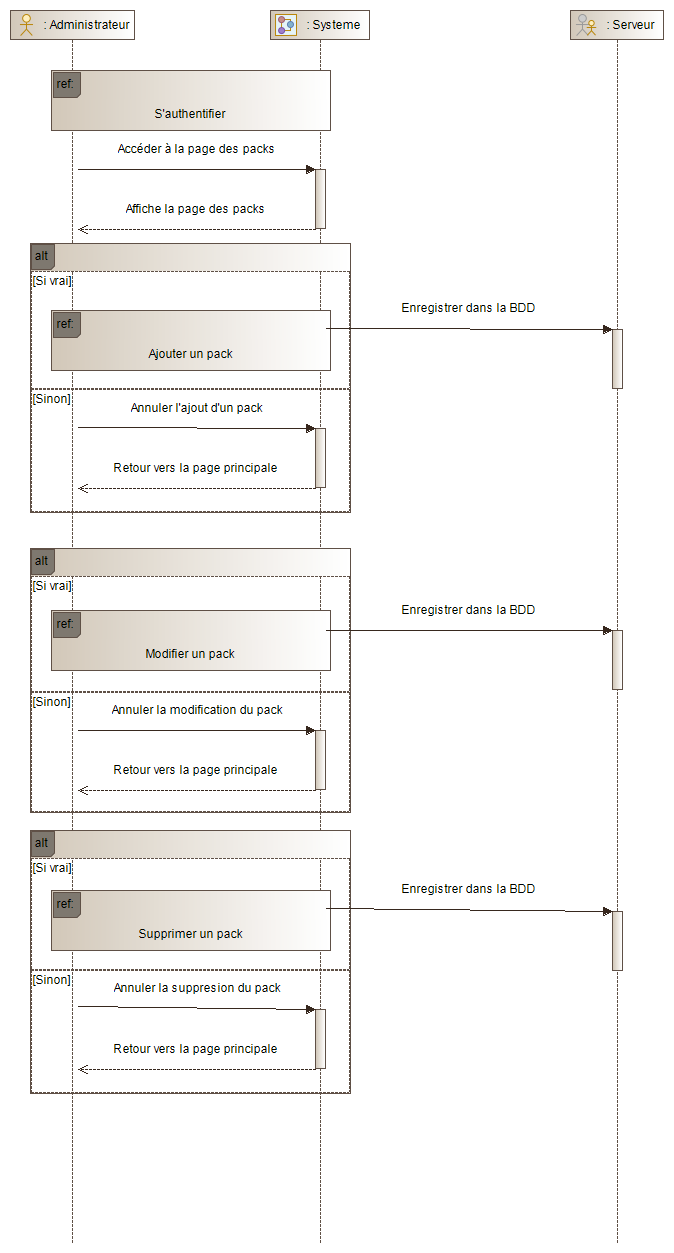 : Administrateur
: Systeme
: Serveur
ref:
S'authentifier
Accéder à la page des packs
Affiche la page des packs
alt
[Si vrai]
Enregistrer dans la BDD
ref:
Ajouter un pack
[Sinon]
Annuler l'ajout d'un pack
Retour vers la page principale
alt
[Si vrai]
Enregistrer dans la BDD
ref:
Modifier un pack
[Sinon]
Annuler la modification du pack
Retour vers la page principale
alt
[Si vrai]
Enregistrer dans la BDD
ref:
Supprimer un pack
[Sinon]
Annuler la suppresion du pack
Retour vers la page principale